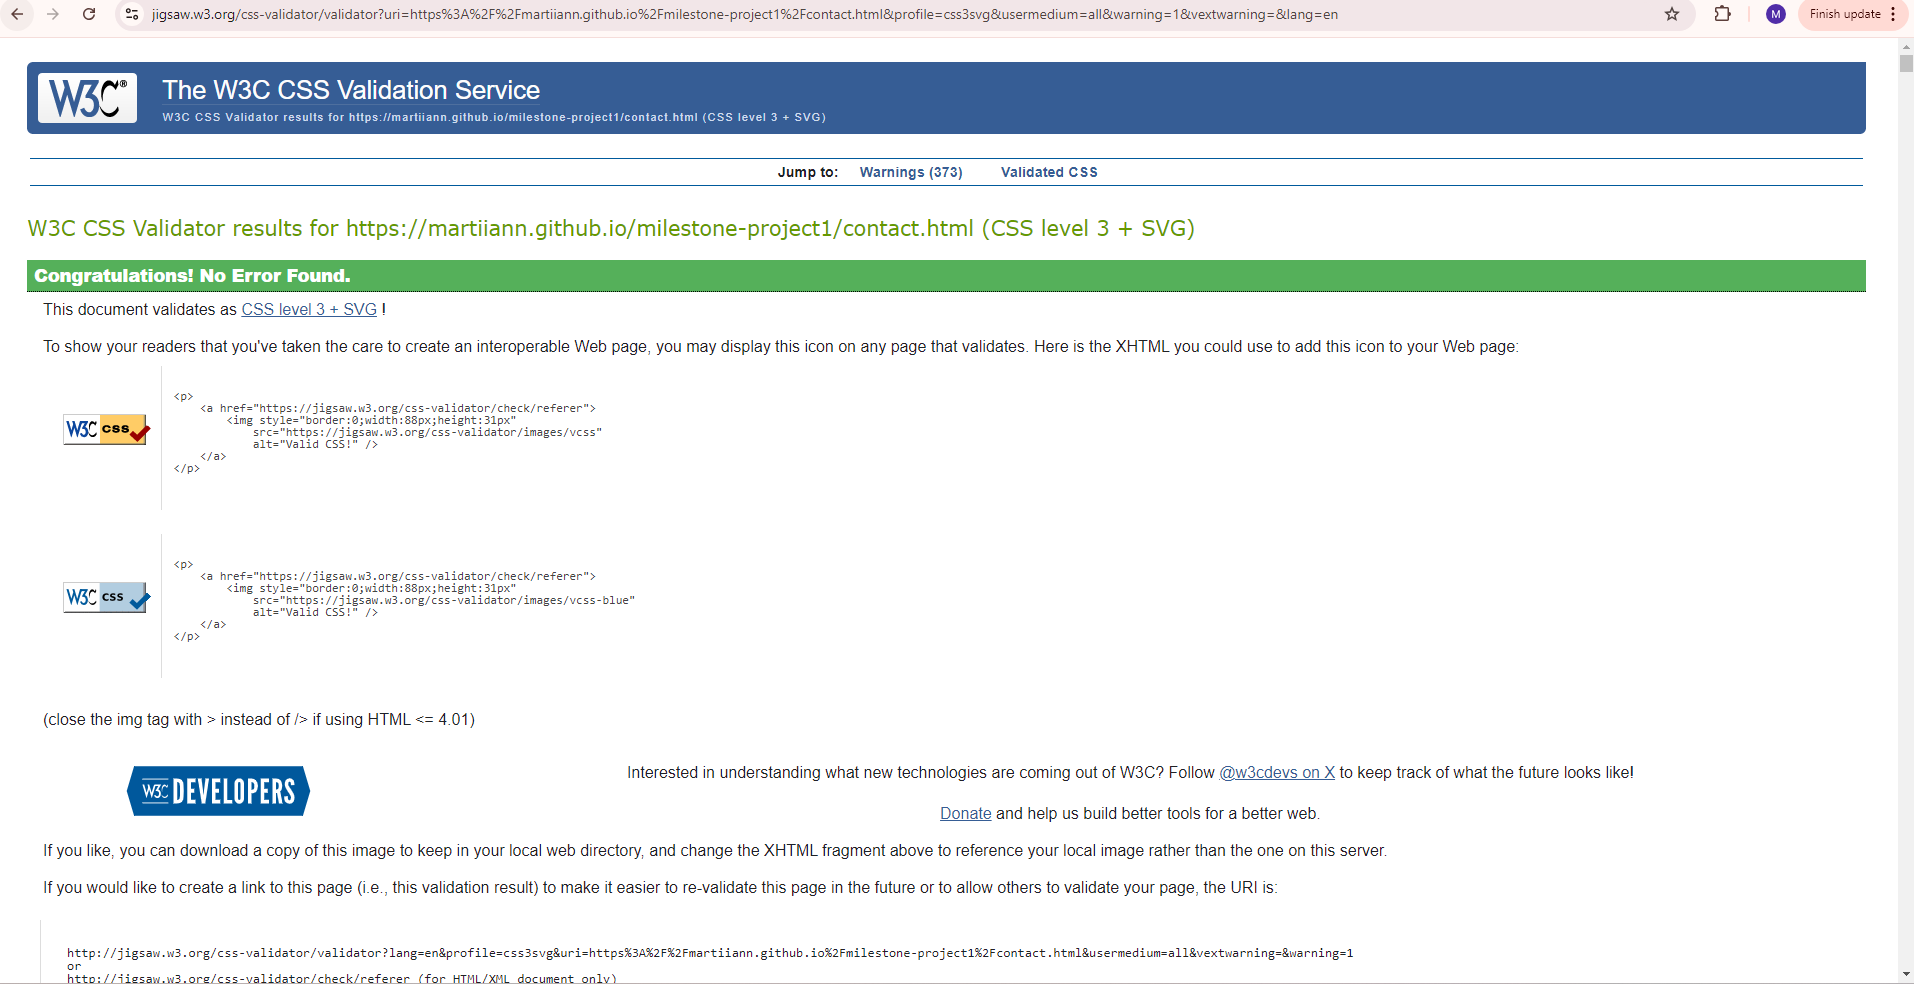 jigsaw.w3.org/css-validator/validator?uri=https%3A%2F%2Fmartiiann.github.io%2Fmilestone-project1%2Fcontact.html&profile=css3svg&usermedium=all&warning=1&vextwarning=&lang=en
M
Finish update
W3C®
The W3C CSS Validation Service
W3C CSS Validator results for https://martiiann.github.io/milestone-project1/contact.html (CSS level 3 + SVG)
Jump to: Warnings (373) Validated CSS
W3C CSS Validator results for https://martiiann.github.io/milestone-project1/contact.html (CSS level 3 + SVG)
Congratulations! No Error Found.
This document validates as CSS level 3 + SVG !
To show your readers that you've taken the care to create an interoperable Web page, you may display this icon on any page that validates. Here is the XHTML you could use to add this icon to your Web page:
W3C css
<p>
<a href="https://jigsaw.w3.org/css-validator/check/referer">
<img style="border:0;width:88px;height:31px"
src="https://jigsaw.w3.org/css-validator/images/vcss"
alt="Valid CSS!" />
</a>
</p>
W3C css
<p>
<a href="https://jigsaw.w3.org/css-validator/check/referer">
<img style="border:0;width:88px;height:31px"
src="https://jigsaw.w3.org/css-validator/images/vcss-blue"
alt="Valid CSS!" />
</a>
</p>
(close the img tag with > instead of /> if using HTML <= 4.01)
W3C DEVELOPERS
Interested in understanding what new technologies are coming out of W3C? Follow @w3cdevs on X to keep track of what the future looks like!
Donate and help us build better tools for a better web.
If you like, you can download a copy of this image to keep in your local web directory, and change the XHTML fragment above to reference your local image rather than the one on this server.
If you would like to create a link to this page (i.e., this validation result) to make it easier to re-validate this page in the future or to allow others to validate your page, the URI is:
http://jigsaw.w3.org/css-validator/validator?lang=en&profile=css3svg&uri=https%3A%2F%2Fmartiiann.github.io%2Fmilestone-project1%2Fcontact.html&usermedium=all&vextwarning=&warning=1
or
http://jigsaw.w3.org/css-validator/check/referer (for HTML/XML document only)